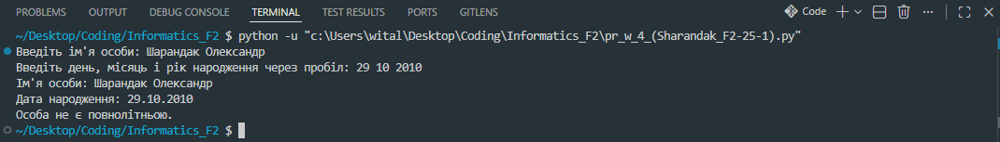 PROBLEMS OUTPUT DEBUG CONSOLE TERMINAL TEST RESULTS PORTS GITLENS Code
~/Desktop/Coding/Informatics_F2 $ python -u "c:\Users\wital\Desktop\Coding\Informatics_F2\pr_w_4_(Sharandak_F2-25-1).py"
Введіть ім'я особи: Шарандак Олександр
Введіть день, місяць і рік народження через пробіл: 29 10 2010
Ім'я особи: Шарандак Олександр
Дата народження: 29.10.2010
Особа не є повнолітньою.
~/Desktop/Coding/Informatics_F2 $